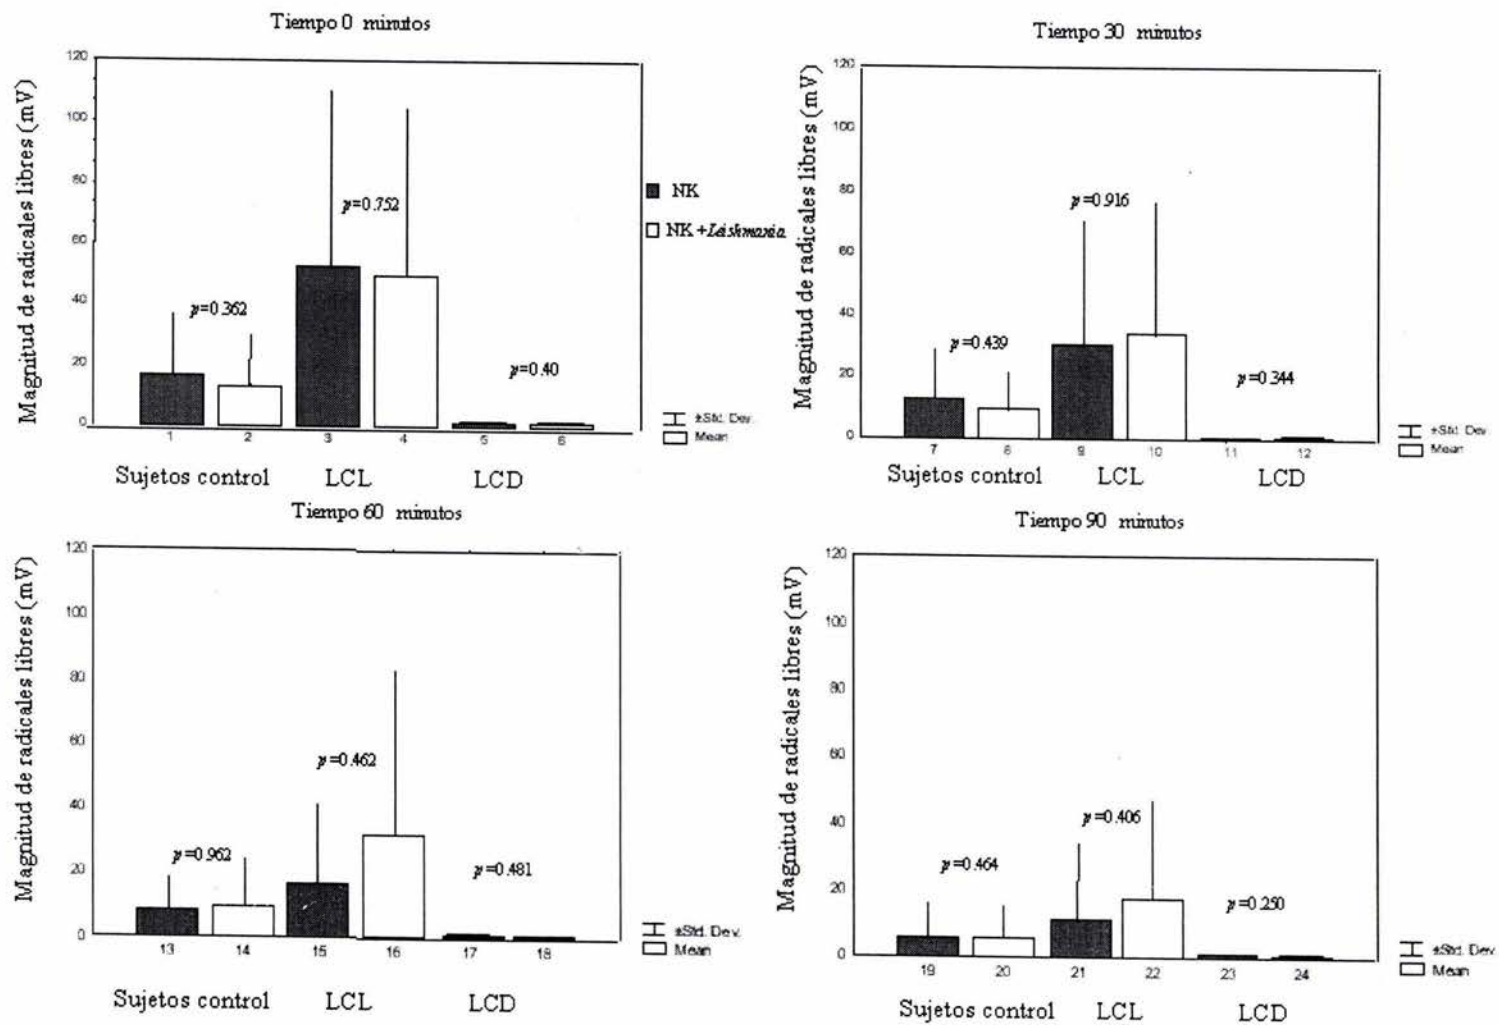 Tiempo 0 minutos
Magnitud de radicales libres (mV)
120
100
80
60
40
20
0
p=0.362
p=0.752
p=0.40
1 2 3 4 5 6
Sujetos control LCL LCD
NK
NK +Leishmania
±Std. Dev.
Mean
Tiempo 30 minutos
Magnitud de radicales libres (mV)
120
100
80
60
40
20
0
p=0.439
p=0.916
p=0.344
7 8 9 10 11 12
Sujetos control LCL LCD
±Std. Dev.
Mean
Tiempo 60 minutos
Magnitud de radicales libres (mV)
120
100
80
60
40
20
0
p=0.962
p=0.462
p=0.481
13 14 15 16 17 18
Sujetos control LCL LCD
±Std. Dev.
Mean
Tiempo 90 minutos
Magnitud de radicales libres (mV)
120
100
80
60
40
20
0
p=0.464
p=0.406
p=0.250
19 20 21 22 23 24
Sujetos control LCL LCD
±Std. Dev.
Mean